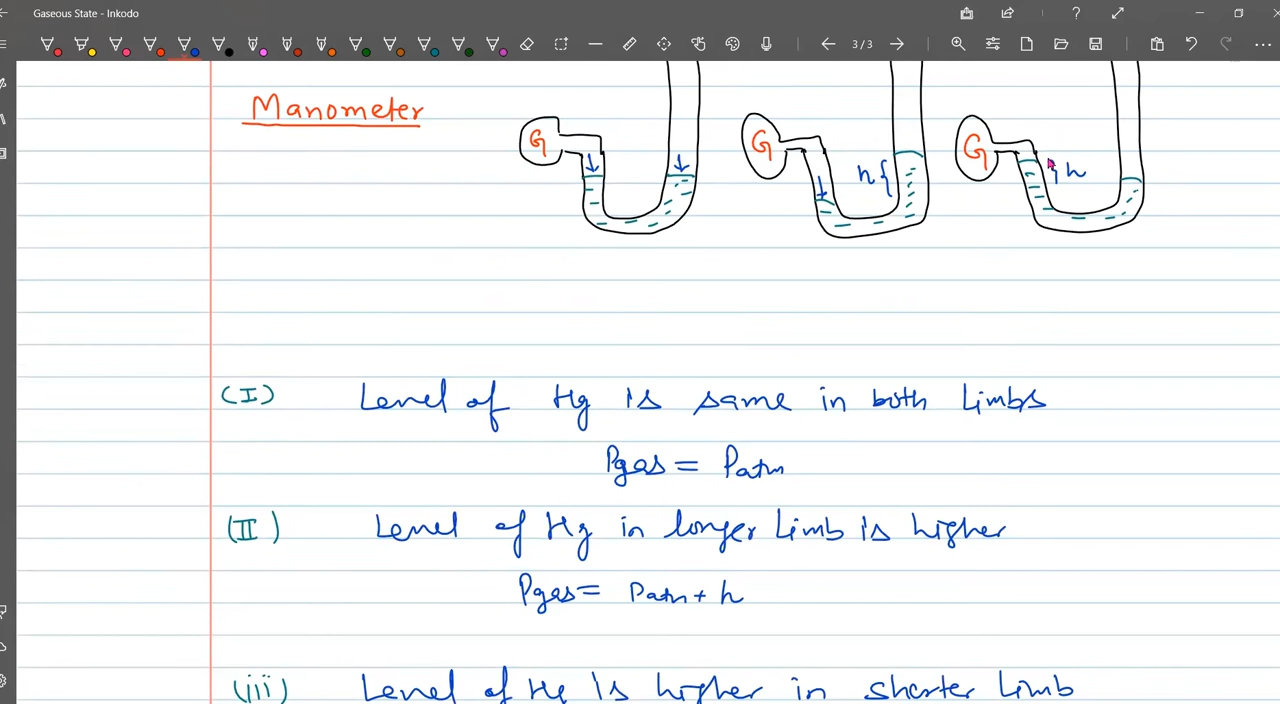 Gaseous State - Inkodo
3/3
Manometer
G
G
G
h
h
(I) Level of Hg is same in both Limbs
Pgas = Patm
(II) Level of Hg in longer Limb is higher
Pgas = Patm + h
(iii) Level of Hg is higher in shorter Limb